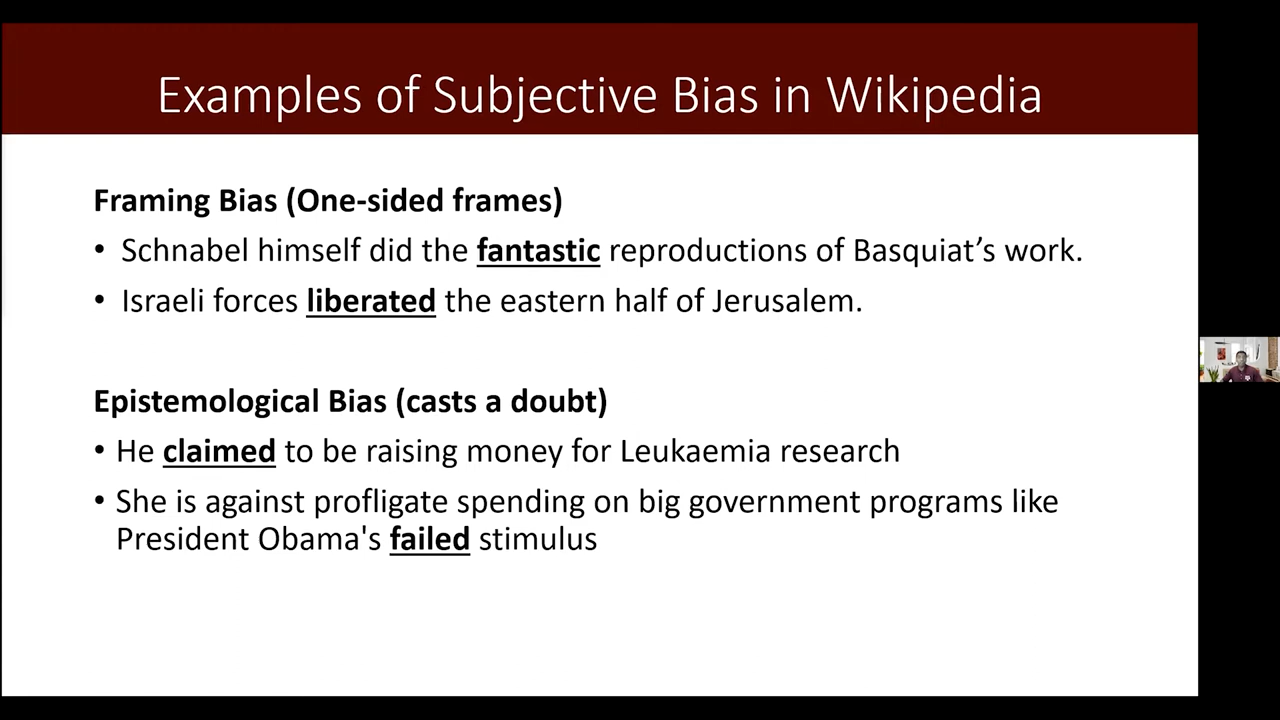 Examples of Subjective Bias in Wikipedia
Framing Bias (One-sided frames)
• Schnabel himself did the fantastic reproductions of Basquiat’s work.
• Israeli forces liberated the eastern half of Jerusalem.
Epistemological Bias (casts a doubt)
• He claimed to be raising money for Leukaemia research
• She is against profligate spending on big government programs like
President Obama's failed stimulus